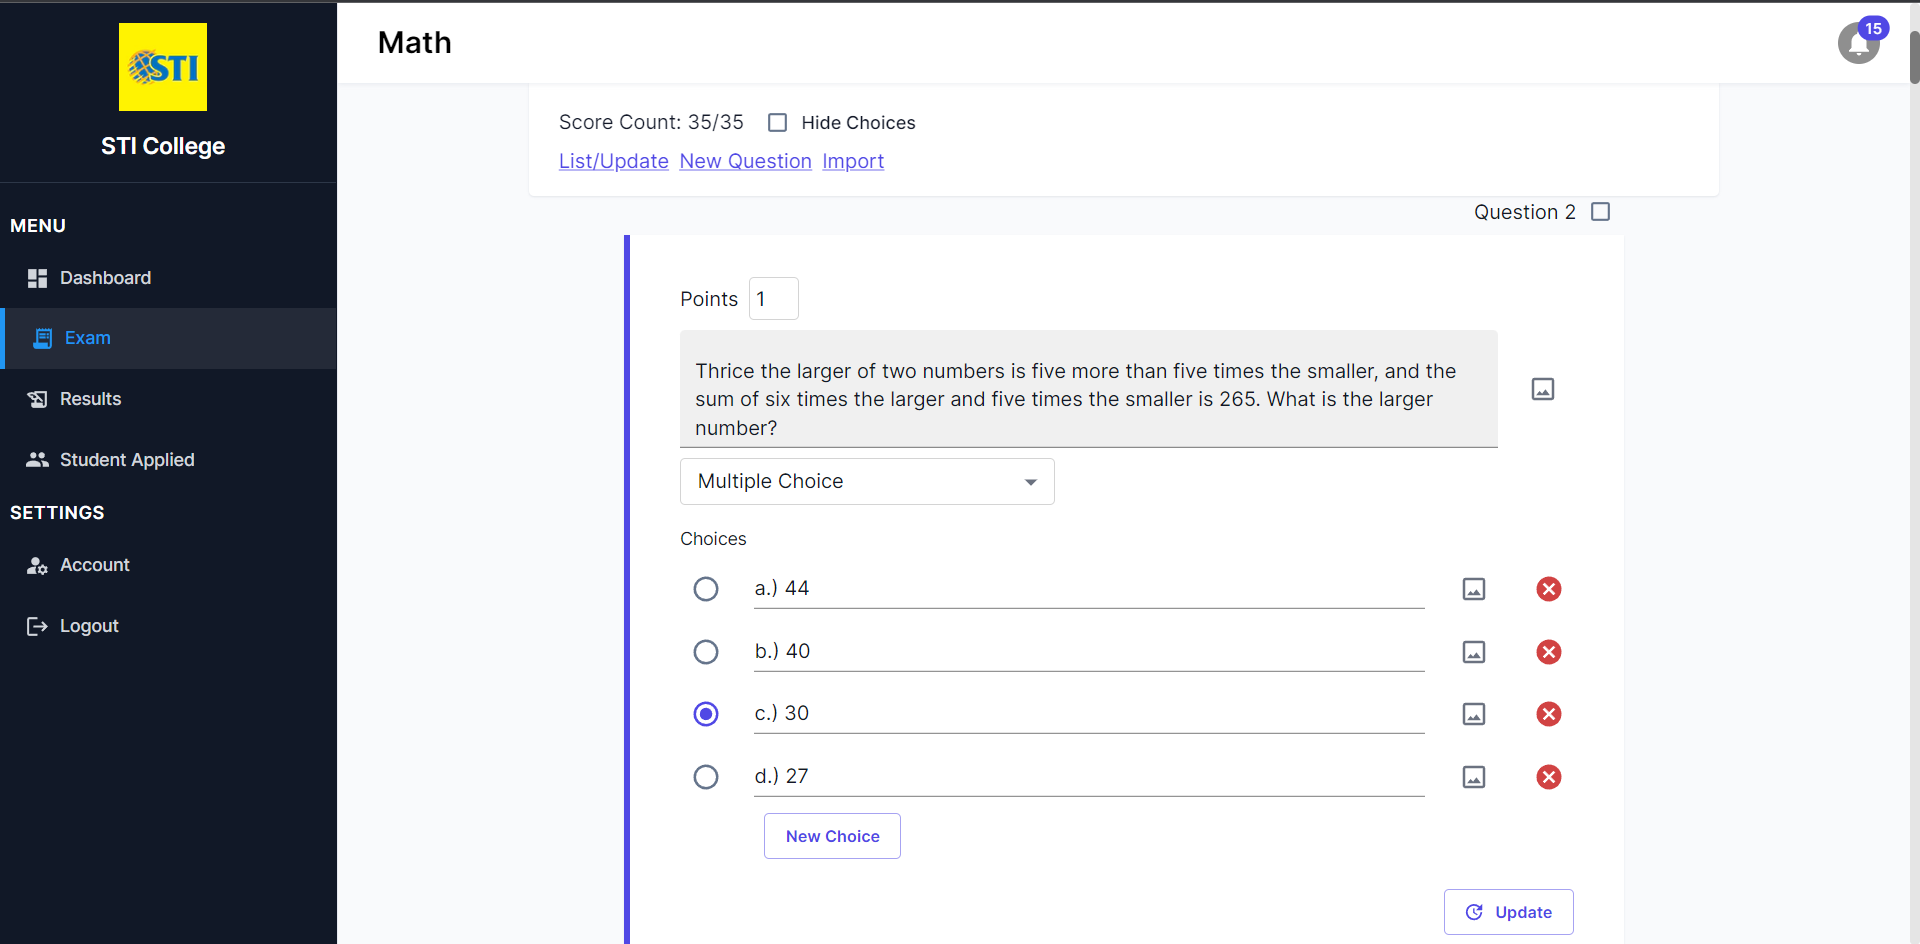 STI
STI College
MENU
Dashboard
Exam
Results
Student Applied
SETTINGS
Account
Logout
Math
15
Score Count: 35/35 Hide Choices
List/Update New Question Import
Question 2
Points 1
Thrice the larger of two numbers is five more than five times the smaller, and the
sum of six times the larger and five times the smaller is 265. What is the larger
number?
Multiple Choice
Choices
a.) 44
b.) 40
c.) 30
d.) 27
New Choice
Update